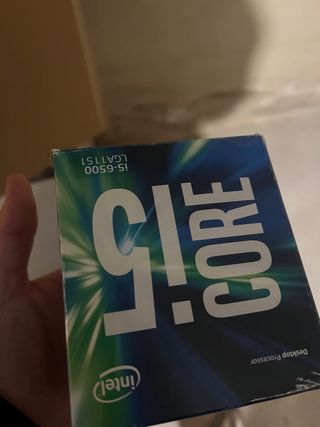 intel
Desktop Processor
CORE
i5
i5-6500
LGA1151